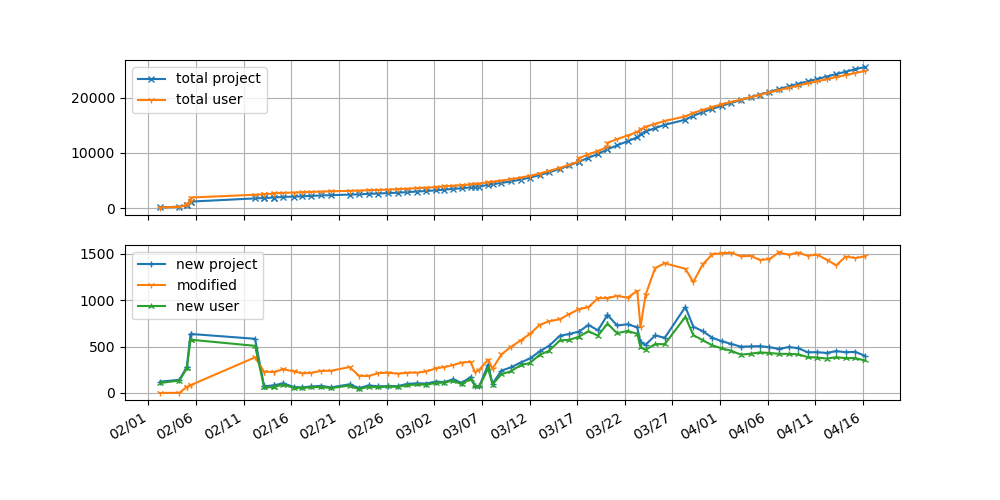 total project
total user
20000
10000
0
new project
modified
new user
1500
1000
500
0
02/01 02/06 02/11 02/16 02/21 02/26 03/02 03/07 03/12 03/17 03/22 03/27 04/01 04/06 04/11 04/16